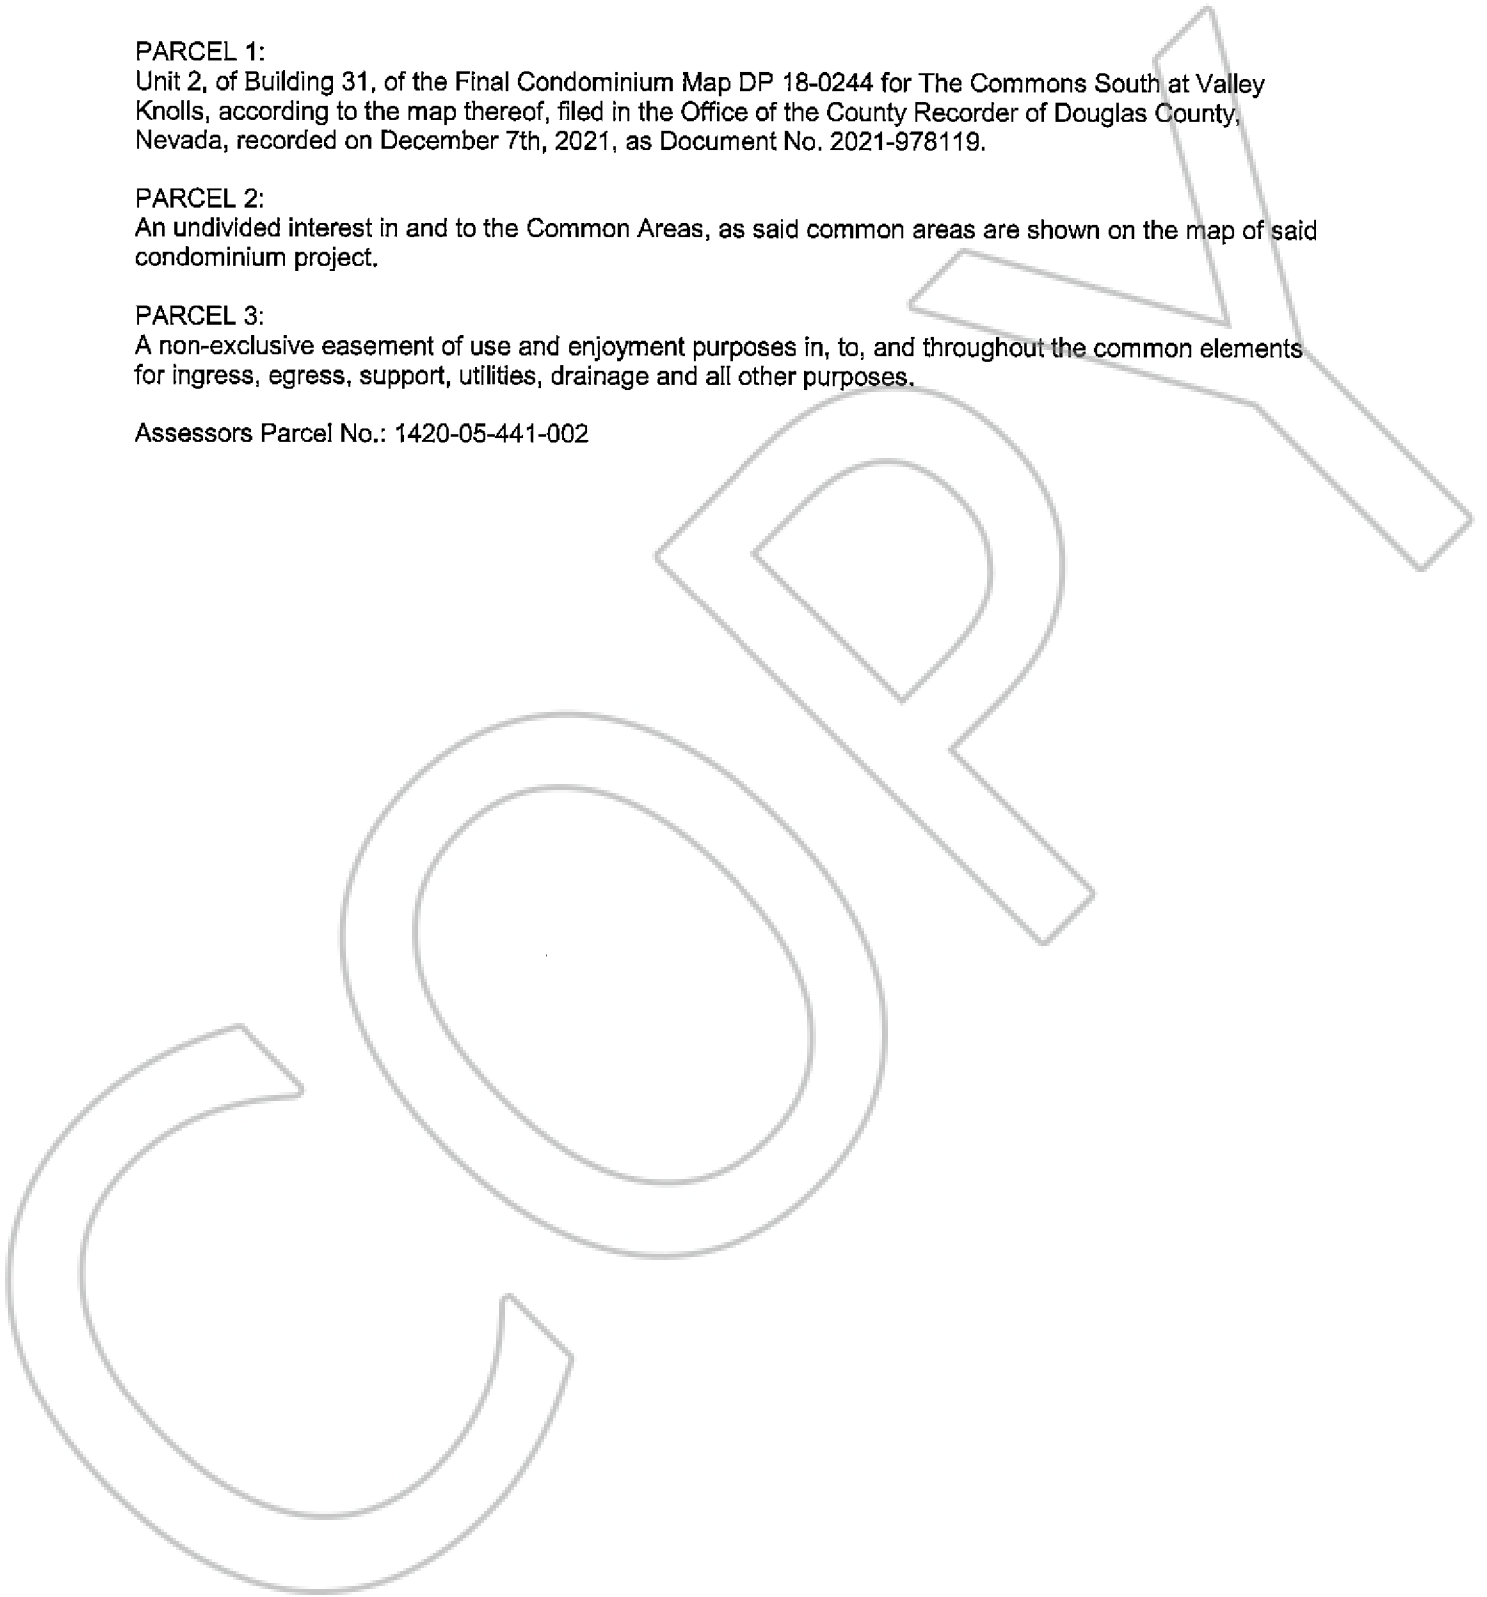 PARCEL 1:
Unit 2, of Building 31, of the Final Condominium Map DP 18-0244 for The Commons South at Valley
Knolls, according to the map thereof, filed in the Office of the County Recorder of Douglas County,
Nevada, recorded on December 7th, 2021, as Document No. 2021-978119.
PARCEL 2:
An undivided interest in and to the Common Areas, as said common areas are shown on the map of said
condominium project.
PARCEL 3:
A non-exclusive easement of use and enjoyment purposes in, to, and throughout the common elements
for ingress, egress, support, utilities, drainage and all other purposes.
Assessors Parcel No.: 1420-05-441-002
COPY